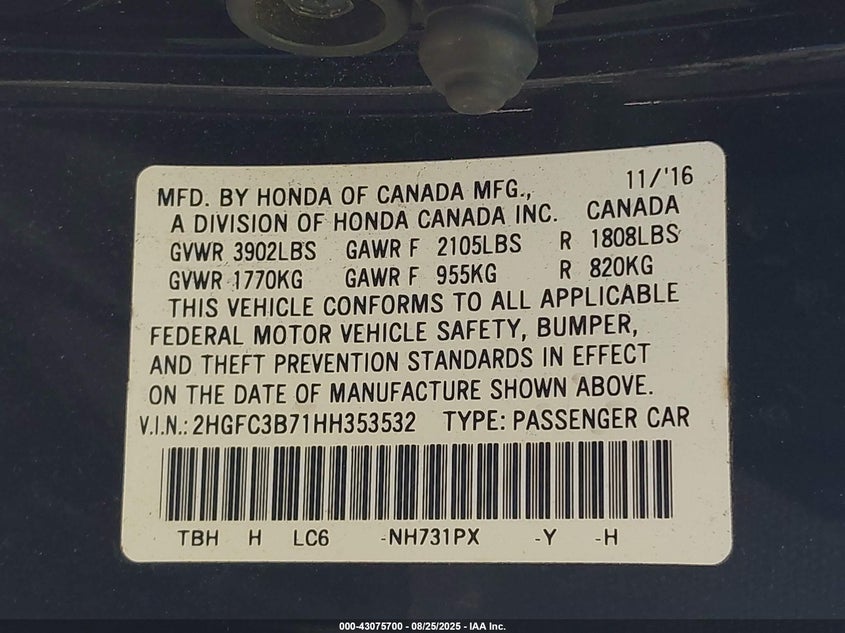 MFD. BY HONDA OF CANADA MFG., 11/'16
A DIVISION OF HONDA CANADA INC. CANADA
GVWR 3902LBS GAWR F 2105LBS R 1808LBS
GVWR 1770KG GAWR F 955KG R 820KG
THIS VEHICLE CONFORMS TO ALL APPLICABLE
FEDERAL MOTOR VEHICLE SAFETY, BUMPER,
AND THEFT PREVENTION STANDARDS IN EFFECT
ON THE DATE OF MANUFACTURE SHOWN ABOVE.
V.I.N.: 2HGFC3B71HH353532 TYPE: PASSENGER CAR
TBH H LC6 -NH731PX -Y -H
000-43075700 - 08/25/2025 - IAA Inc.